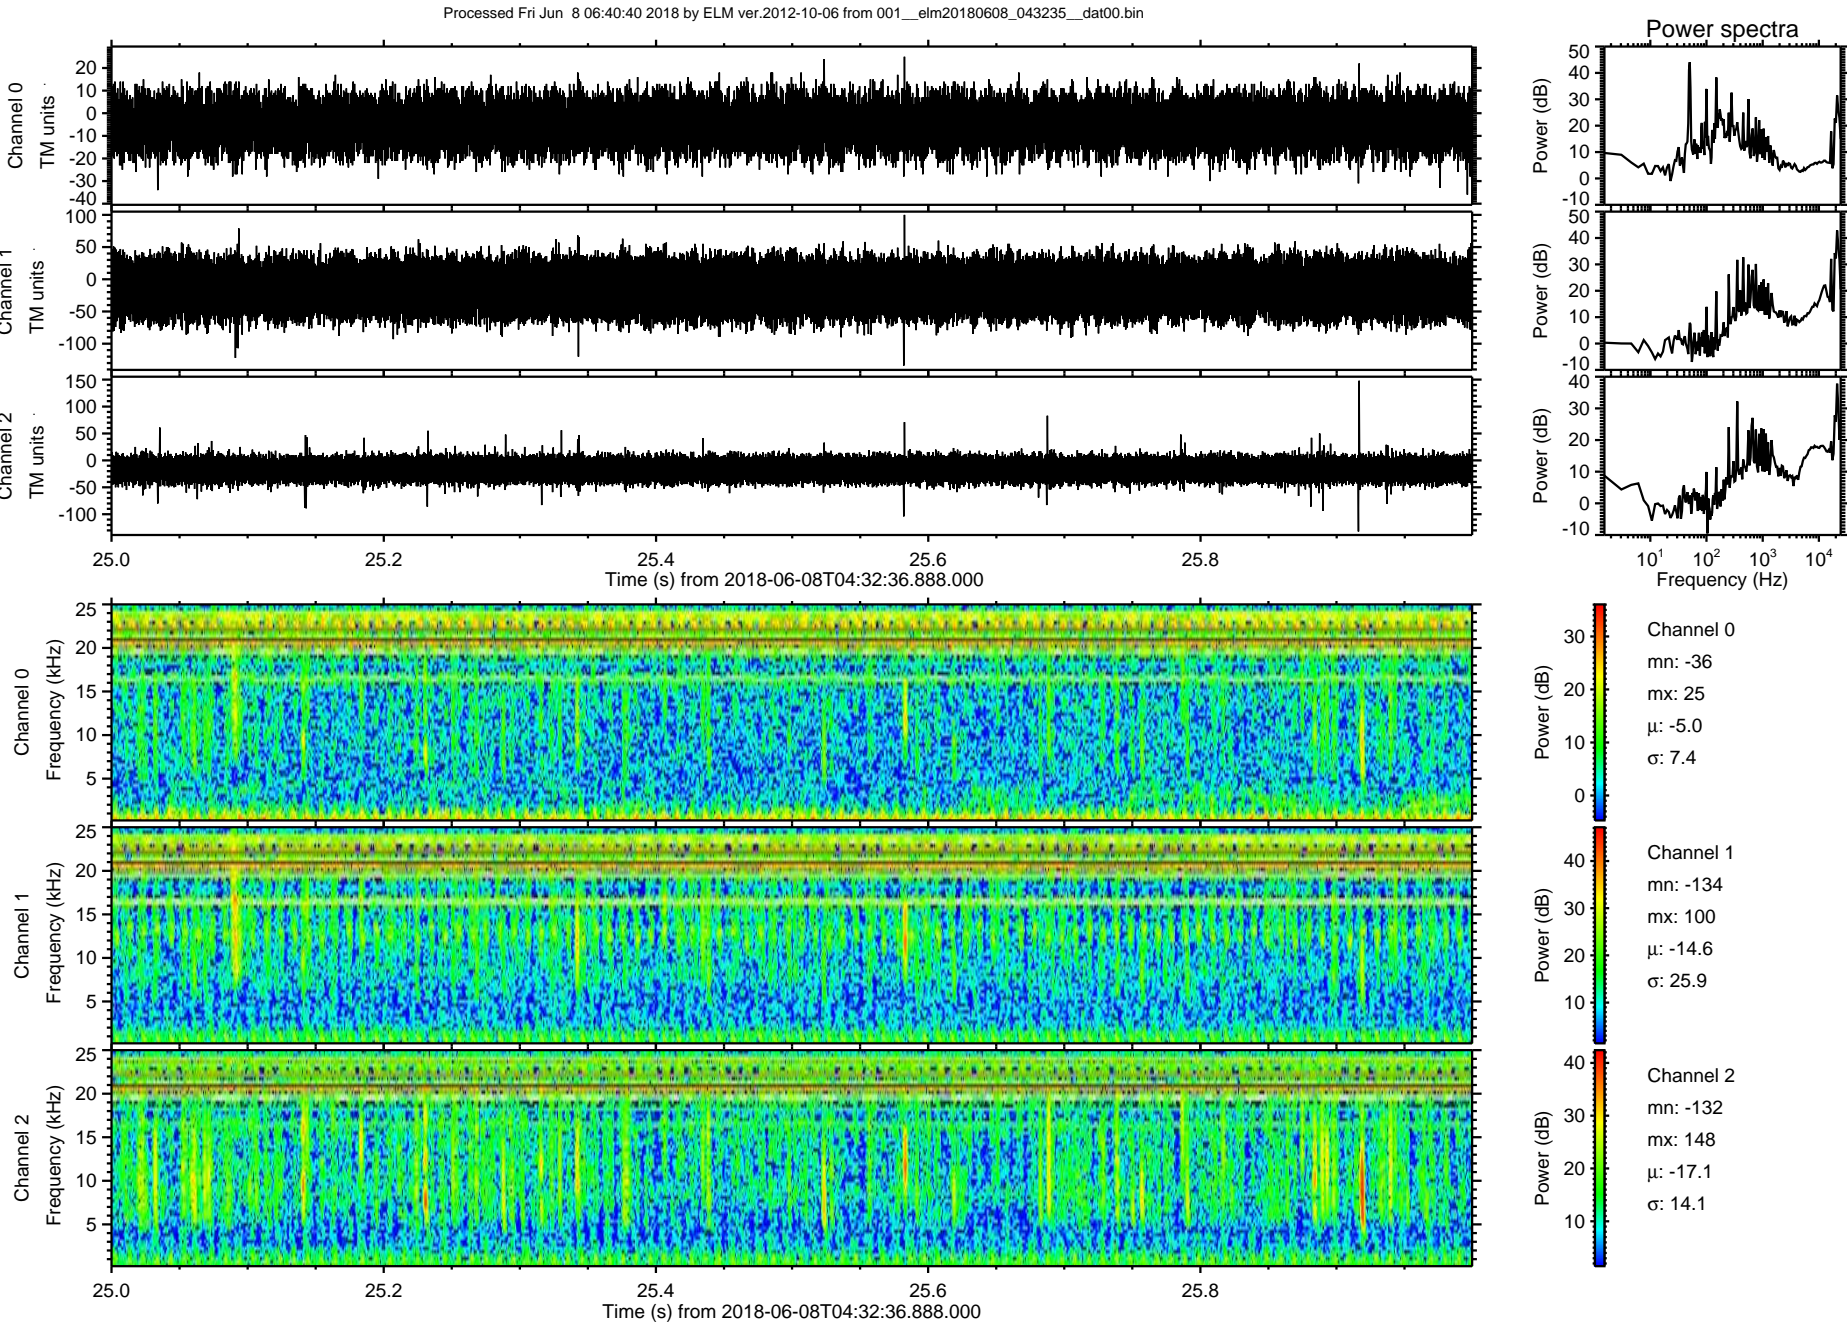 Processed Fri Jun  8 06:40:40 2018 by ELM ver.2012-10-06 from 001__elm20180608_043235__dat00.bin
Power spectra
Channel 0
TM units
20
10
0
-10
-20
-30
-40
Power (dB)
50
40
30
20
10
0
-10
Channel 1
TM units
100
50
0
-50
-100
Power (dB)
50
40
30
20
10
0
-10
Channel 2
TM units
150
100
50
0
-50
-100
Power (dB)
40
30
20
10
0
-10
25.0 25.2 25.4 25.6 25.8
Time (s) from 2018-06-08T04:32:36.888.000
10^1 10^2 10^3 10^4
Frequency (Hz)
Channel 0
Frequency (kHz)
25
20
15
10
5
Power (dB)
30
20
10
0
Channel 0
mn: -36
mx: 25
μ: -5.0
σ: 7.4
Channel 1
Frequency (kHz)
25
20
15
10
5
Power (dB)
40
30
20
10
Channel 1
mn: -134
mx: 100
μ: -14.6
σ: 25.9
Channel 2
Frequency (kHz)
25
20
15
10
5
Power (dB)
40
30
20
10
Channel 2
mn: -132
mx: 148
μ: -17.1
σ: 14.1
25.0 25.2 25.4 25.6 25.8
Time (s) from 2018-06-08T04:32:36.888.000